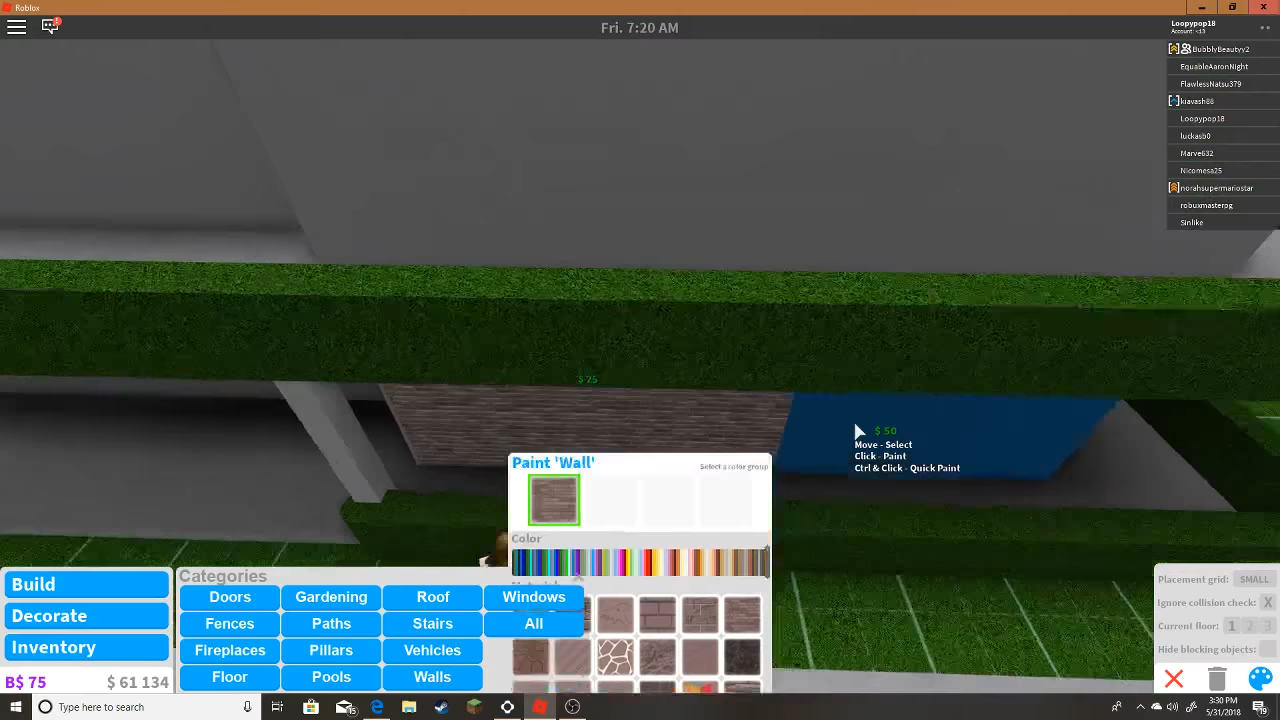 Roblox
Fri. 7:20 AM
Loopypop18
Account: <13
BubblyBeautyy2
EquableAaronNight
FlawlessNatsu379
kiavash88
Loopypop18
luckasb0
Marve632
Nicomesa25
norahsupermariostar
robuxmasterpg
Sinlike
$ 25
$ 50
Move - Select
Click - Paint
Ctrl & Click - Quick Paint
Paint 'Wall'
Select a color group
Color
Build
Decorate
Inventory
B$ 75
$ 61 134
Categories
Doors
Gardening
Roof
Windows
Fences
Paths
Stairs
All
Fireplaces
Pillars
Vehicles
Floor
Pools
Walls
Placement grid: SMALL
Ignore collision check: X
Current floor: 1 2 3
Hide blocking objects:
Type here to search
3:30 PM
5/31/2018